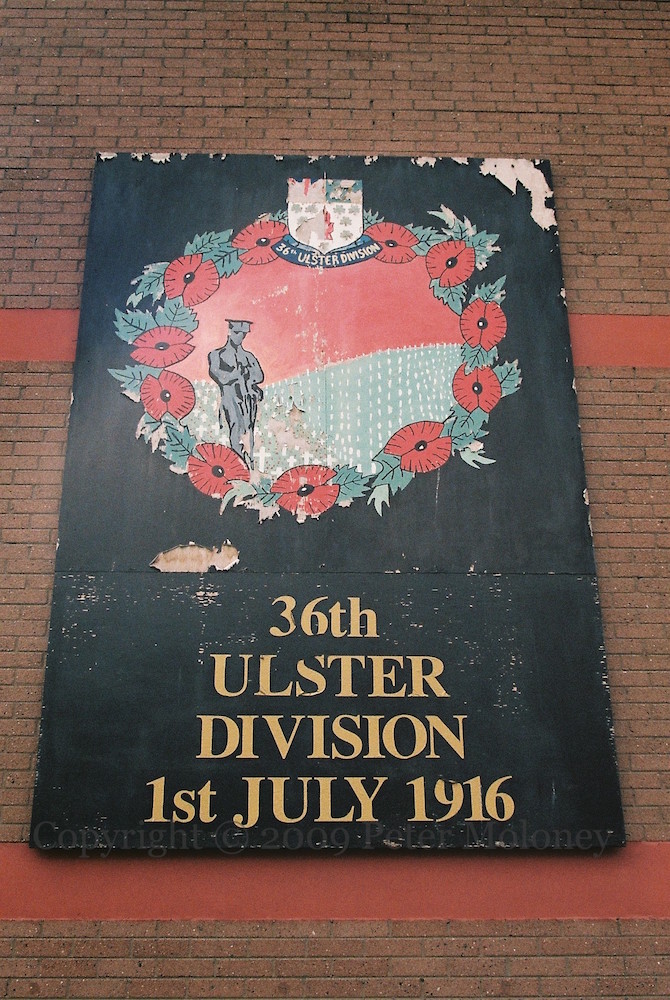 36th ULSTER DIVISION
36th
ULSTER
DIVISION
1st JULY 1916
Copyright © 2009 Peter Moloney